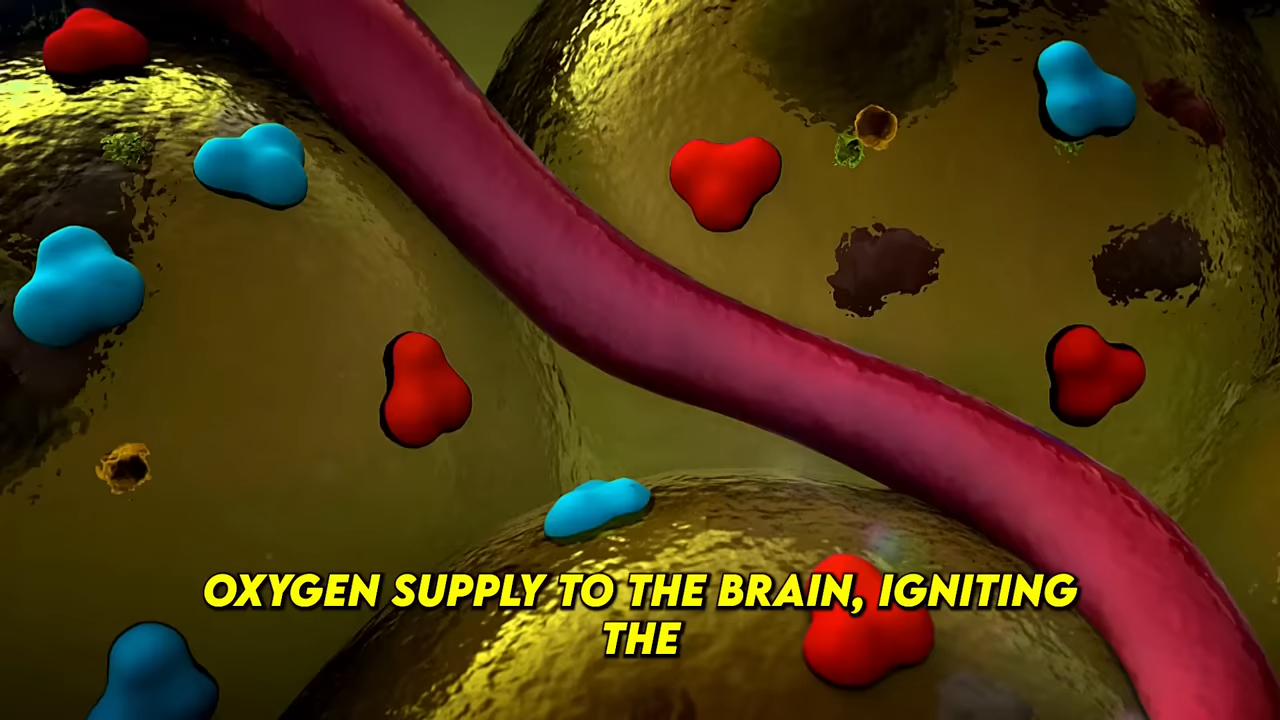 OXYGEN SUPPLY TO THE BRAIN, IGNITING
THE